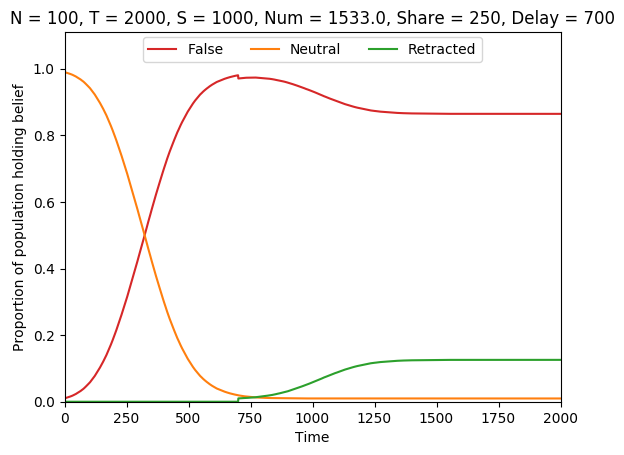 N = 100, T = 2000, S = 1000, Num = 1533.0, Share = 250, Delay = 700
False Neutral Retracted
Proportion of population holding belief
1.0
0.8
0.6
0.4
0.2
0.0
0 250 500 750 1000 1250 1500 1750 2000
Time